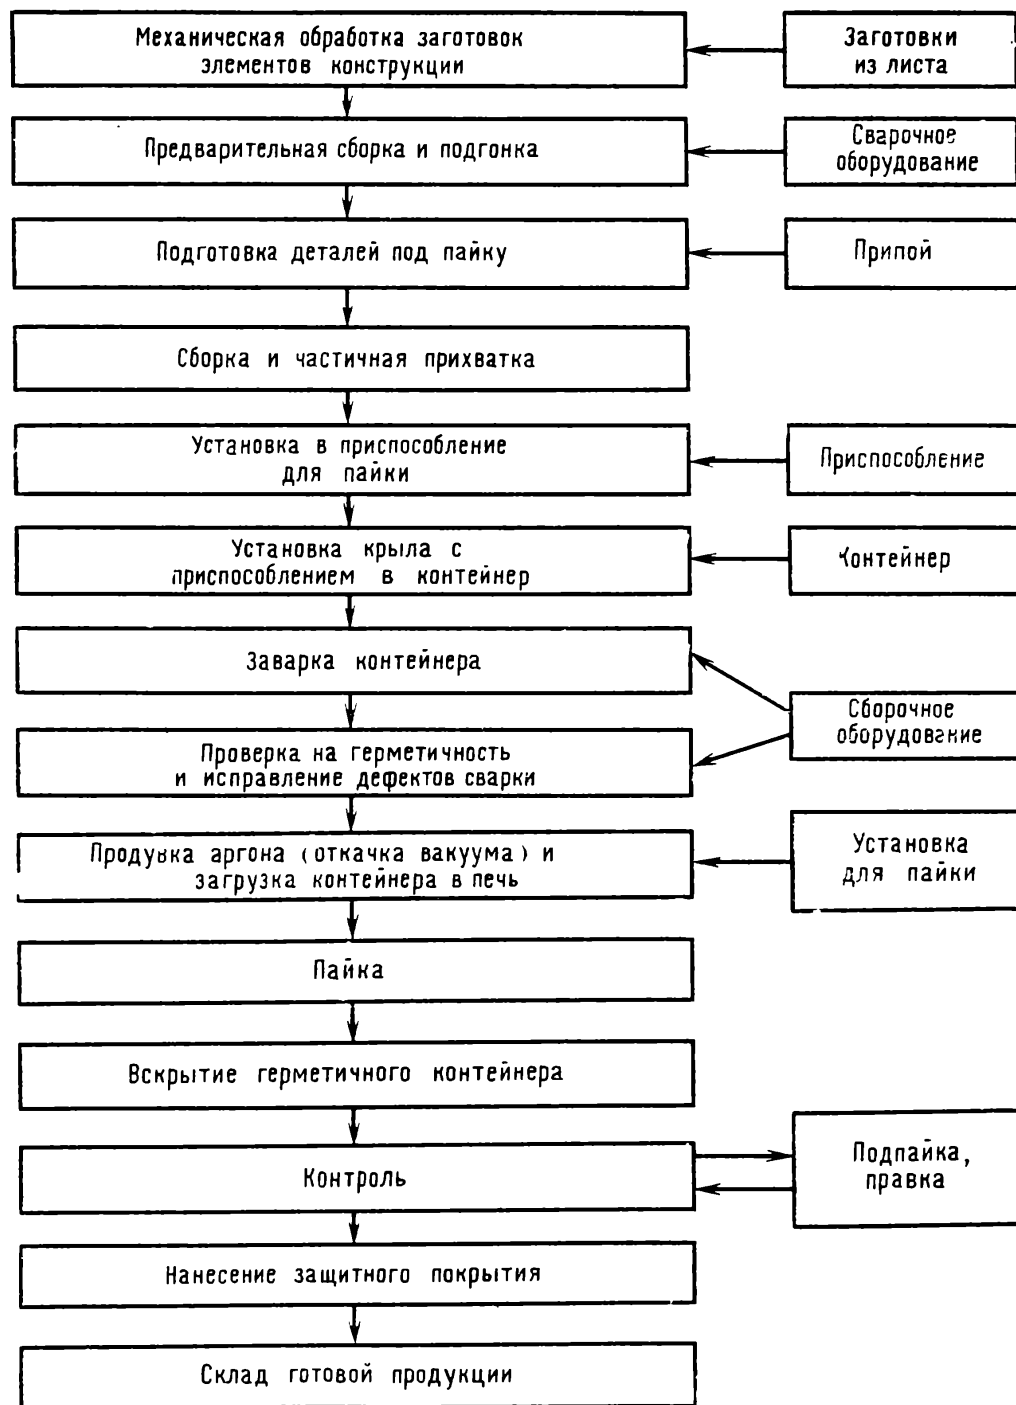 Механическая обработка заготовок
элементов конструкции
Заготовки
из листа
Предварительная сборка и подгонка
Сварочное
оборудование
Подготовка деталей под пайку
Припой
Сборка и частичная прихватка
Установка в приспособление
для пайки
Приспособление
Установка крыла с
приспособлением в контейнер
Контейнер
Заварка контейнера
Сборочное
оборудование
Проверка на герметичность
и исправление дефектов сварки
Продувка аргона (откачка вакуума) и
загрузка контейнера в печь
Установка
для пайки
Пайка
Вскрытие герметичного контейнера
Контроль
Подпайка,
правка
Нанесение защитного покрытия
Склад готовой продукции